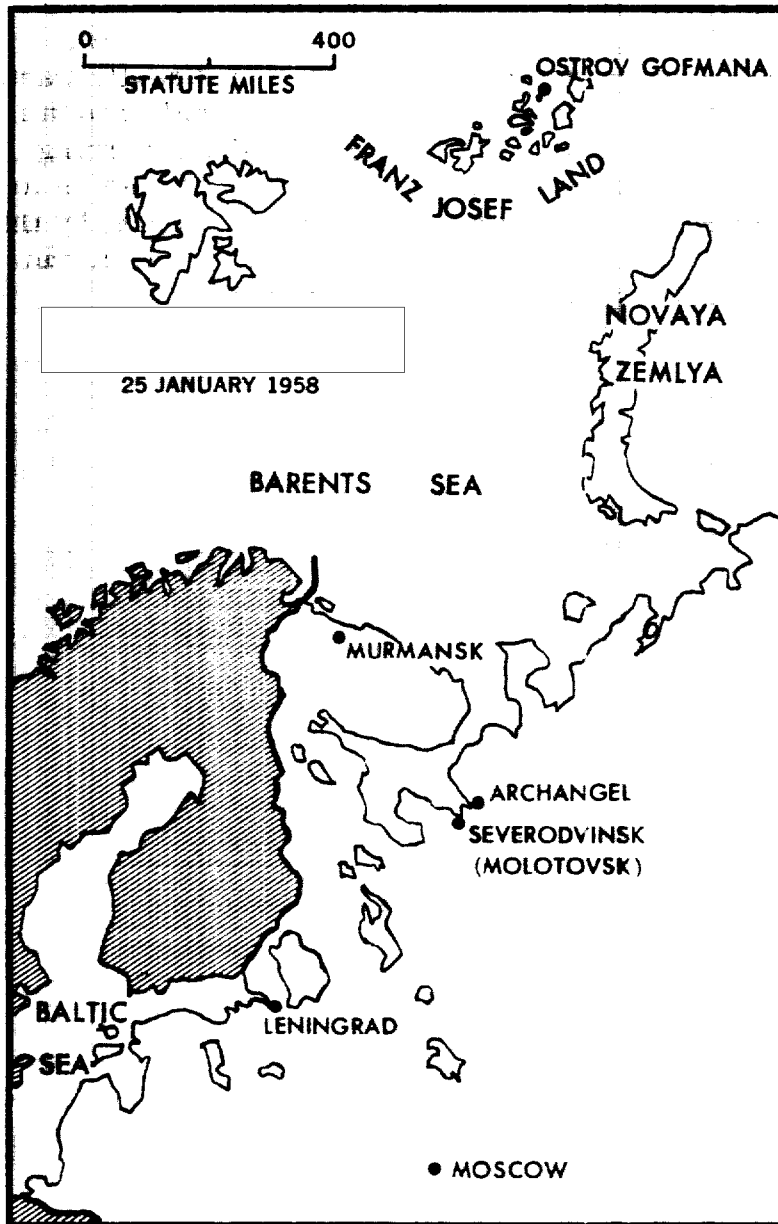 0 400
STATUTE MILES
OSTROV GOFMANA
FRANZ
JOSEF
LAND
NOVAYA
ZEMLYA
25 JANUARY 1958
BARENTS SEA
MURMANSK
ARCHANGEL
SEVERODVINSK
(MOLOTOVSK)
BALTIC
LENINGRAD
SEA
MOSCOW